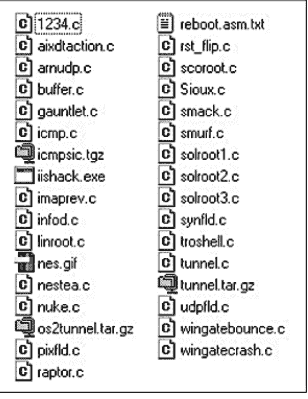 1234.c
aixdtaction.c
arnudp.c
buffer.c
gauntlet.c
icmp.c
icmpsic.tgz
iishack.exe
imaprev.c
infod.c
linroot.c
nes.gif
nestea.c
nuke.c
os2tunnel.tar.gz
pixfld.c
raptor.c
reboot.asm.txt
rst_flip.c
scoroot.c
Sioux.c
smack.c
smurf.c
solroot1.c
solroot2.c
solroot3.c
synfld.c
troshell.c
tunnel.c
tunnel.tar.gz
udpfld.c
wingatebounce.c
wingatecrash.c